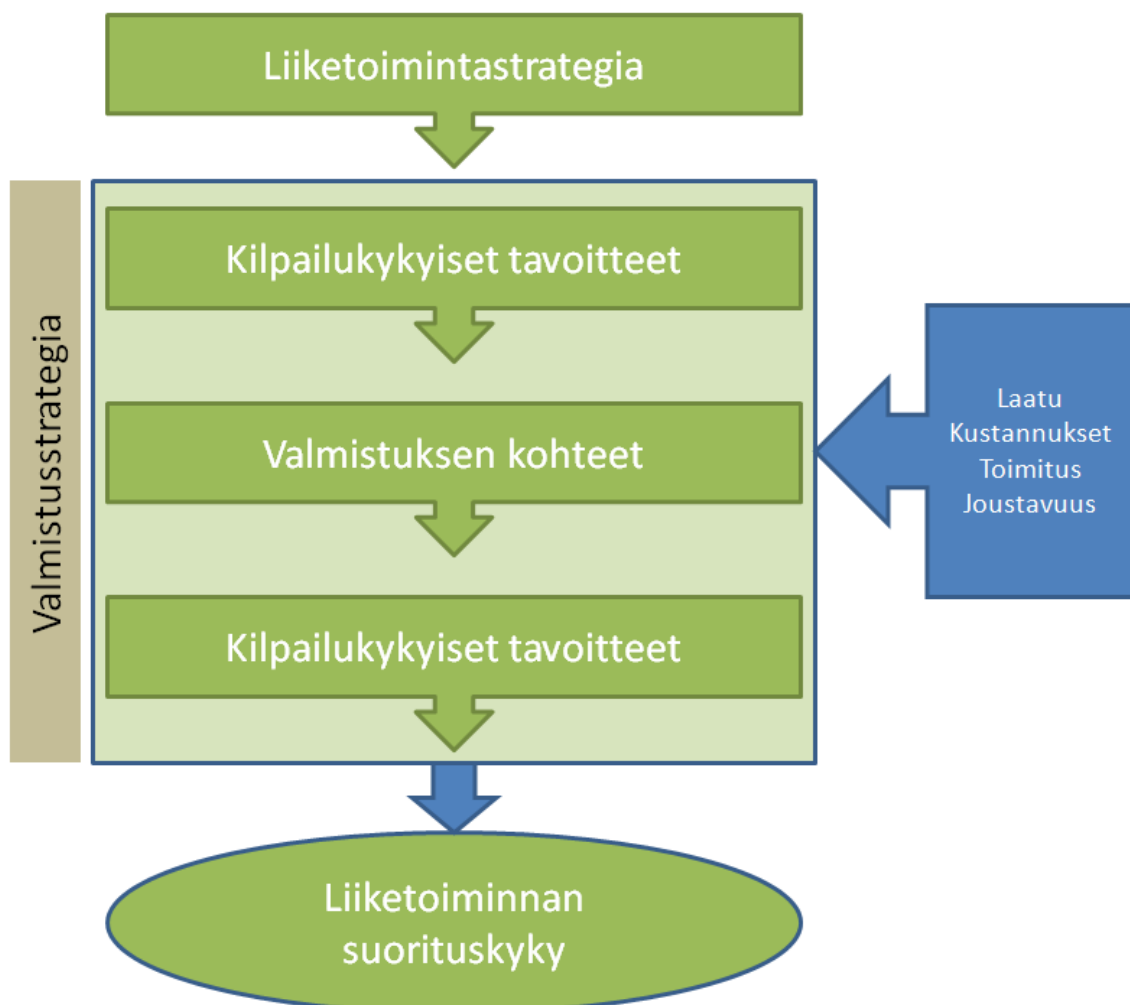 Liiketoimintastrategia
Valmistusstrategia
Kilpailukykyiset tavoitteet
Valmistuksen kohteet
Kilpailukykyiset tavoitteet
Laatu
Kustannukset
Toimitus
Joustavuus
Liiketoiminnan
suorituskyky